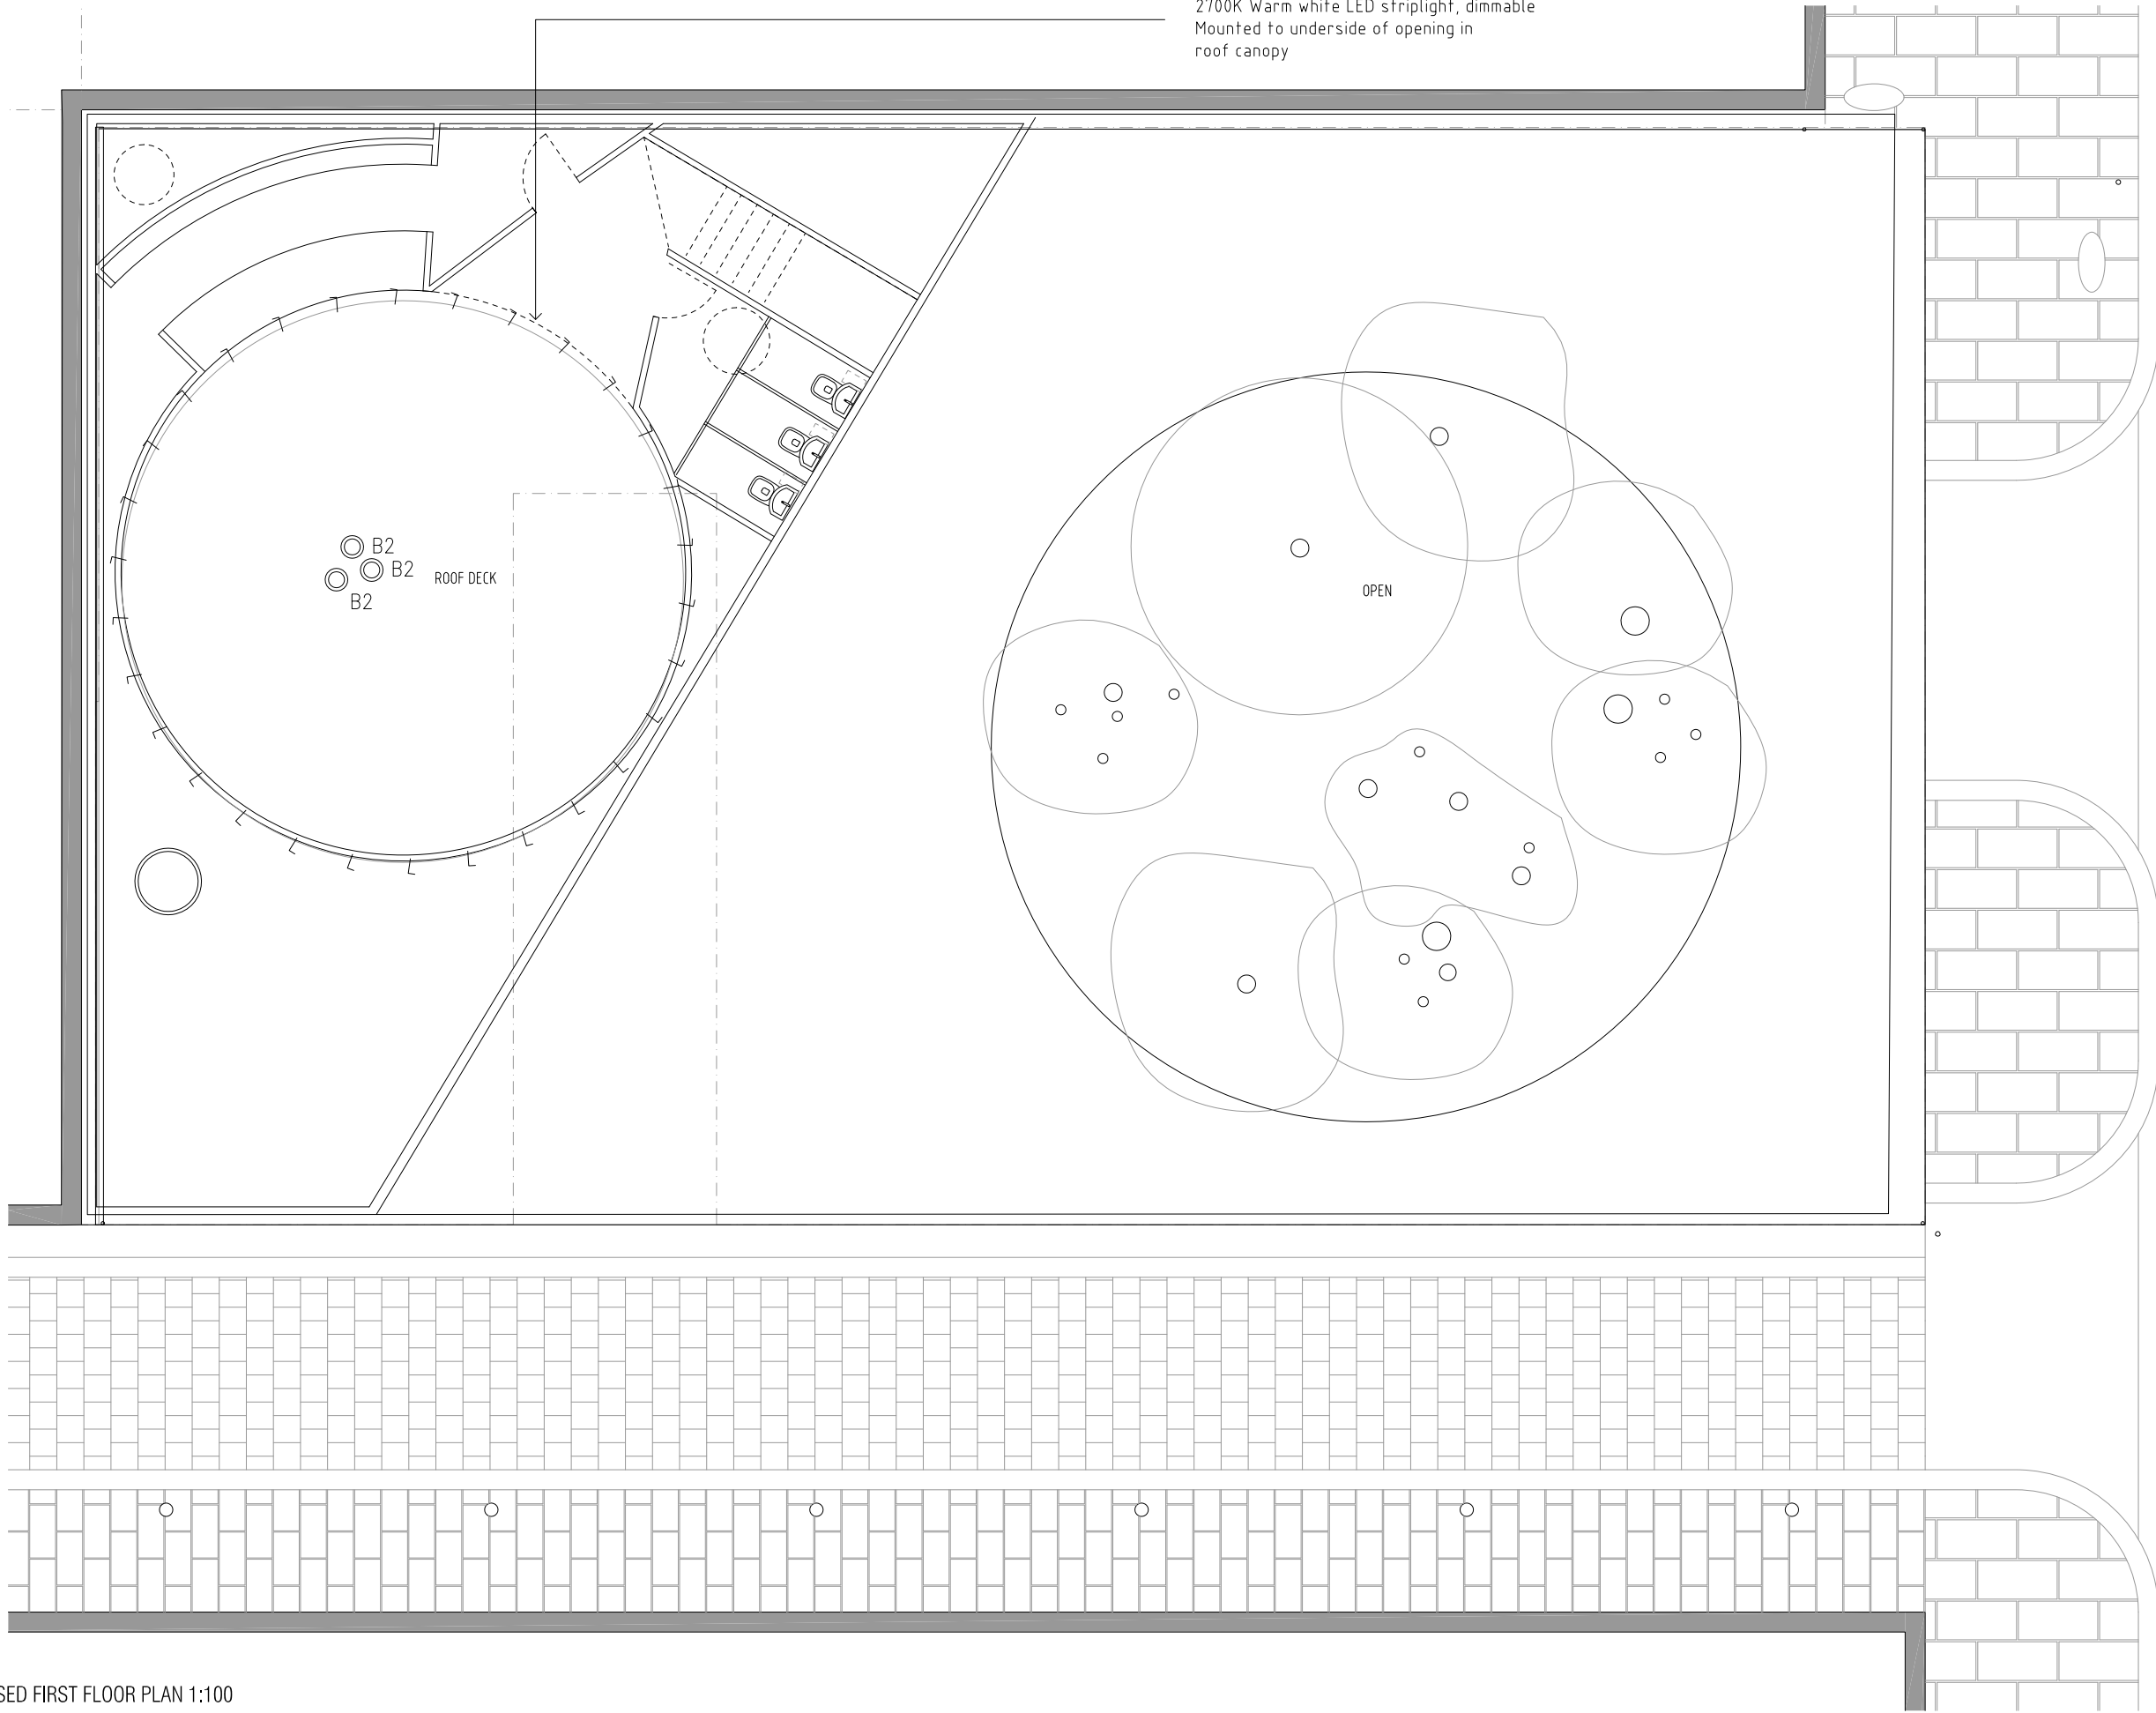 2700K Warm white LED striplight, dimmable
Mounted to underside of opening in
roof canopy
B2
B2
B2
ROOF DECK
OPEN
SED FIRST FLOOR PLAN 1:100